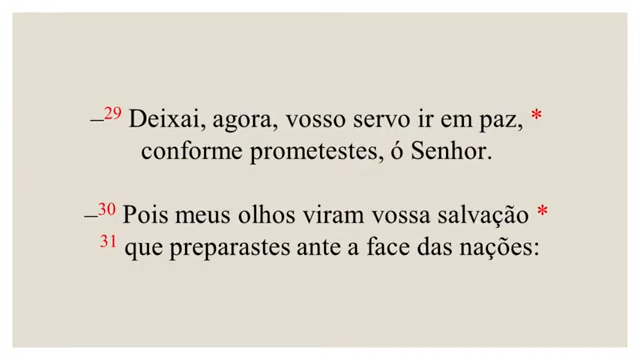 –29 Deixai, agora, vosso servo ir em paz, *
conforme prometestes, ó Senhor.
–30 Pois meus olhos viram vossa salvação *
31 que preparastes ante a face das nações: